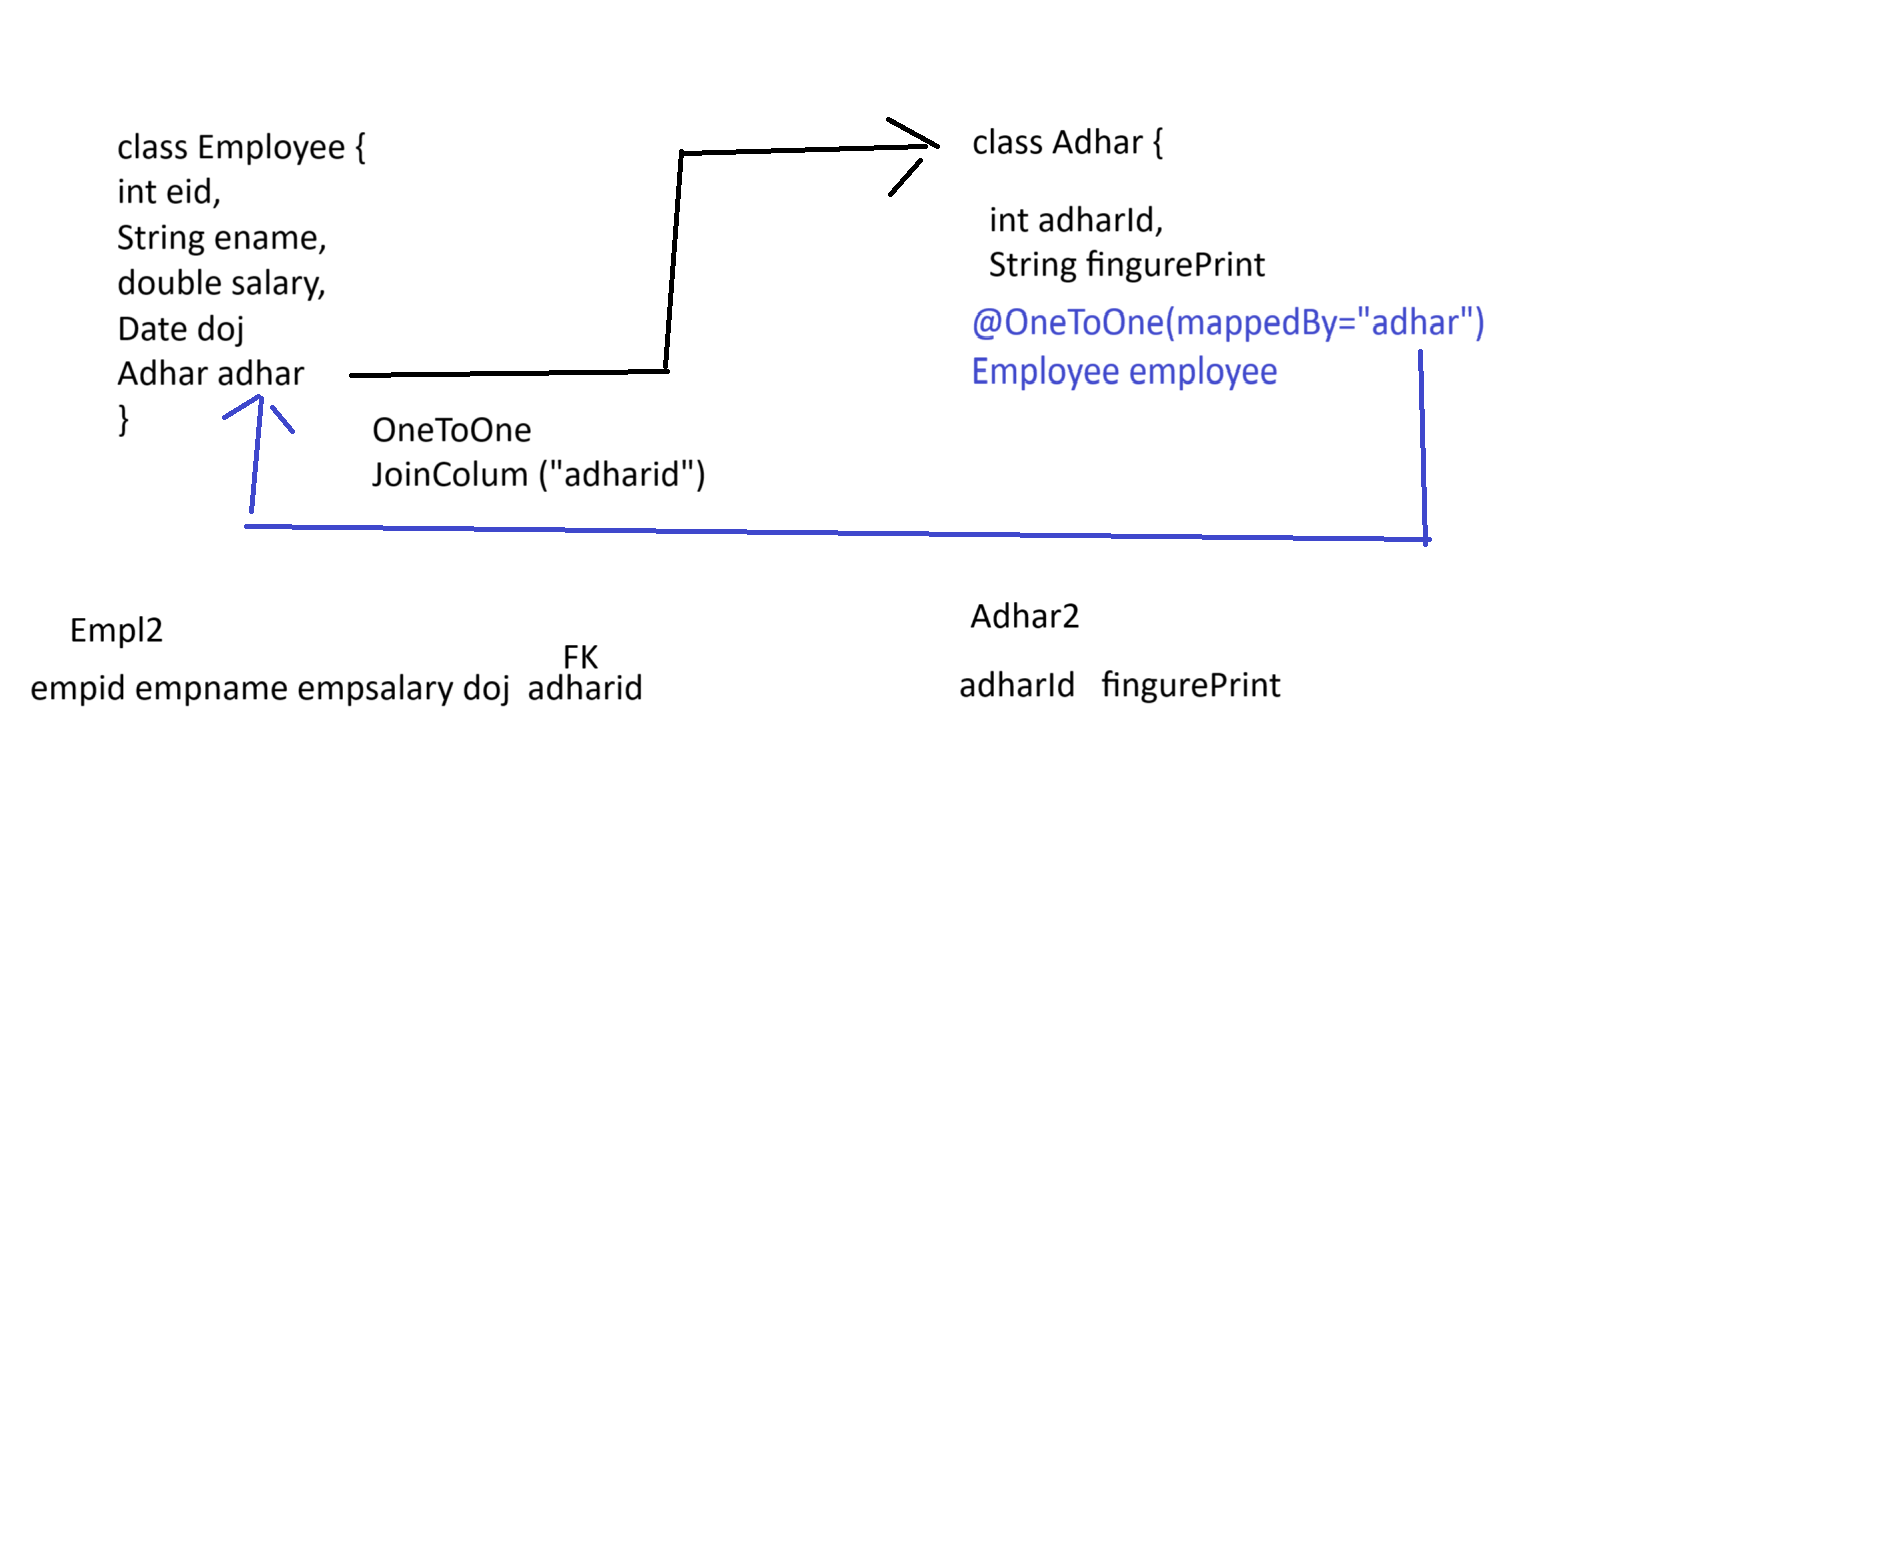 class Employee {
int eid,
String ename,
double salary,
Date doj
Adhar adhar
}
OneToOne
JoinColum ("adharid")
class Adhar {
int adharId,
String fingurePrint
@OneToOne(mappedBy="adhar")
Employee employee
Empl2
FK
empid empname empsalary doj adharid
Adhar2
adharId fingurePrint